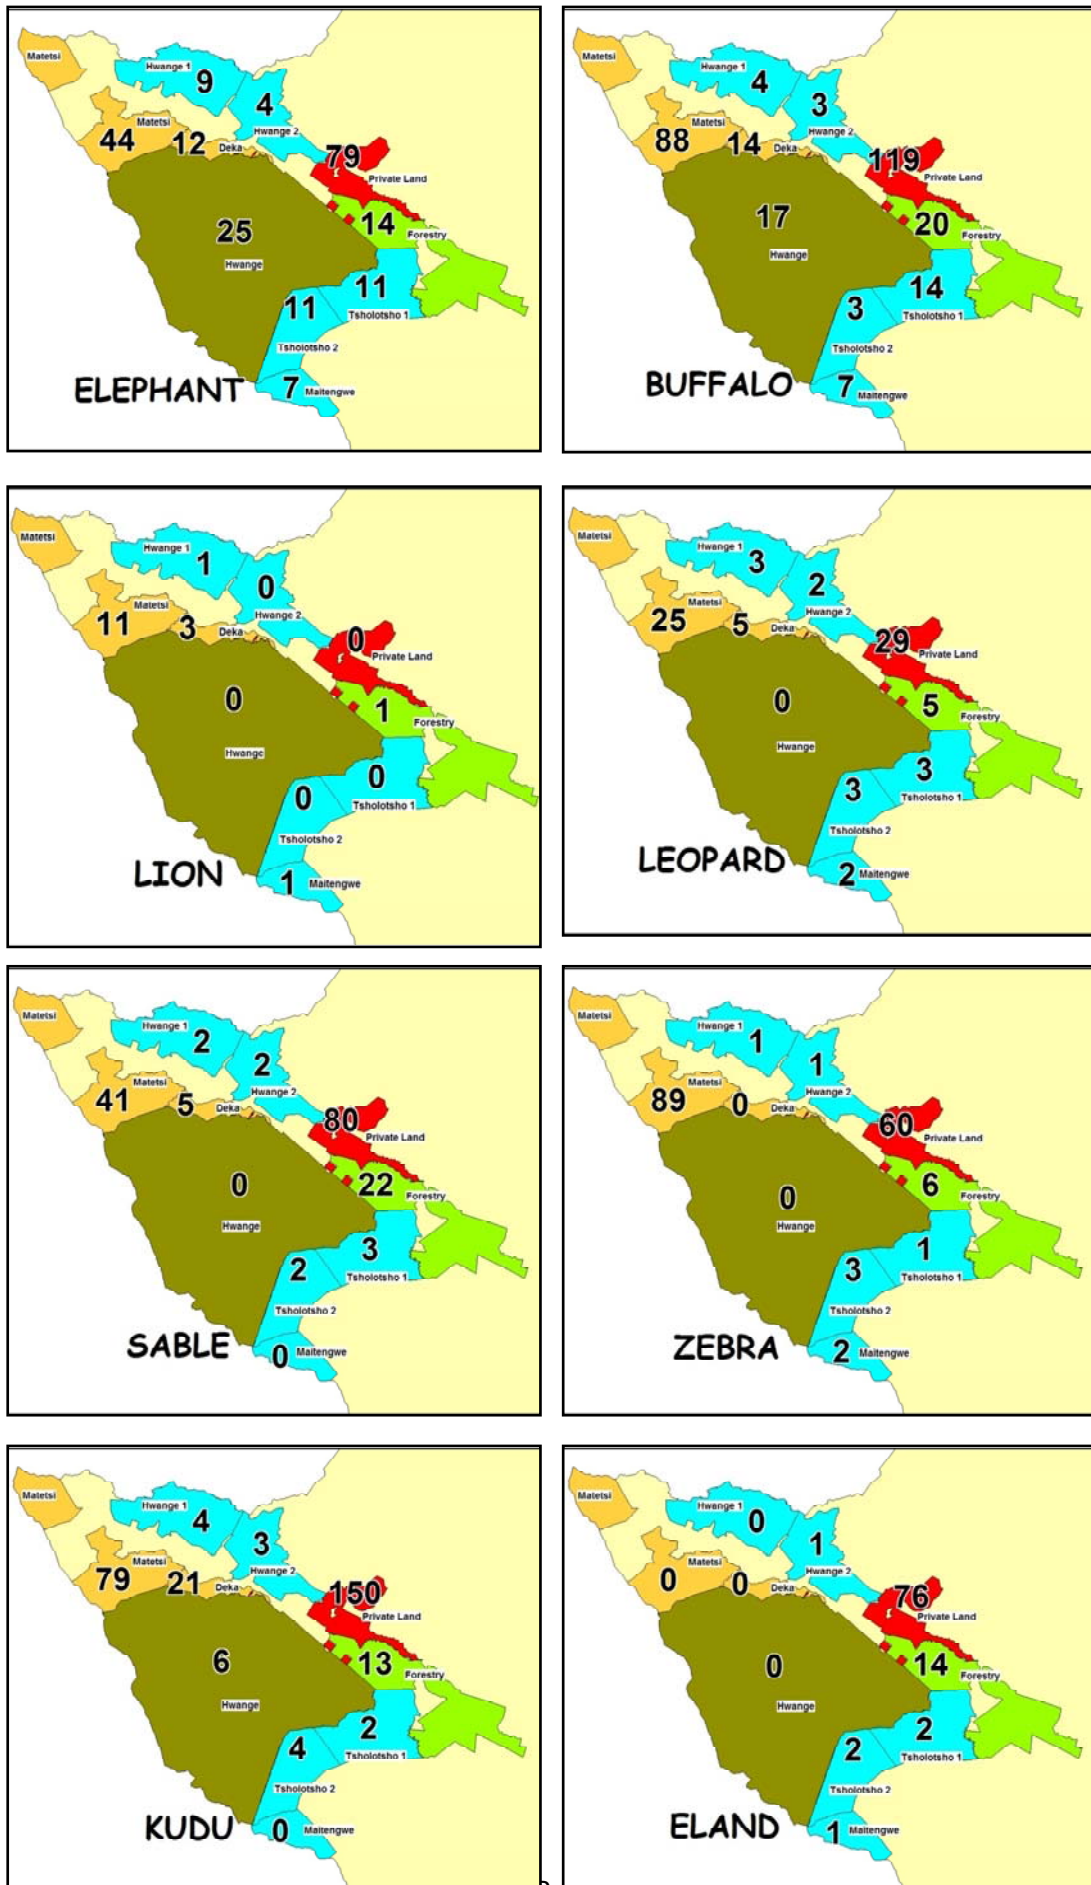 Matetsi
Hwange 1
9
4
Hwange 2
Matetsi
44
12
Deka
79
Private Land
14
Forestry
25
Hwange
11
Tsholotsho 1
11
Tsholotsho 2
7
Maitengwe
ELEPHANT
Matetsi
Hwange 1
4
3
Hwange 2
Matetsi
88
14
Deka
119
Private Land
20
Forestry
17
Hwange
14
Tsholotsho 1
3
Tsholotsho 2
7
Maitengwe
BUFFALO
Matetsi
Hwange 1
1
0
Hwange 2
Matetsi
11
3
Deka
0
Private Land
1
Forestry
0
Hwange
0
Tsholotsho 1
0
Tsholotsho 2
1
Maitengwe
LION
Matetsi
Hwange 1
3
2
Hwange 2
Matetsi
25
5
Deka
29
Private Land
5
Forestry
0
Hwange
3
Tsholotsho 1
3
Tsholotsho 2
2
Maitengwe
LEOPARD
Matetsi
Hwange 1
2
2
Hwange 2
Matetsi
41
5
Deka
80
Private Land
22
Forestry
0
Hwange
3
Tsholotsho 1
2
Tsholotsho 2
0
Maitengwe
SABLE
Matetsi
Hwange 1
1
1
Hwange 2
Matetsi
89
0
Deka
60
Private Land
6
Forestry
0
Hwange
1
Tsholotsho 1
3
Tsholotsho 2
2
Maitengwe
ZEBRA
Matetsi
Hwange 1
4
3
Hwange 2
Matetsi
79
21
Deka
150
Private Land
13
Forestry
6
Hwange
2
Tsholotsho 1
4
Tsholotsho 2
0
Maitengwe
KUDU
Matetsi
Hwange 1
0
1
Hwange 2
Matetsi
0
0
Deka
76
Private Land
14
Forestry
0
Hwange
2
Tsholotsho 1
2
Tsholotsho 2
1
Maitengwe
ELAND